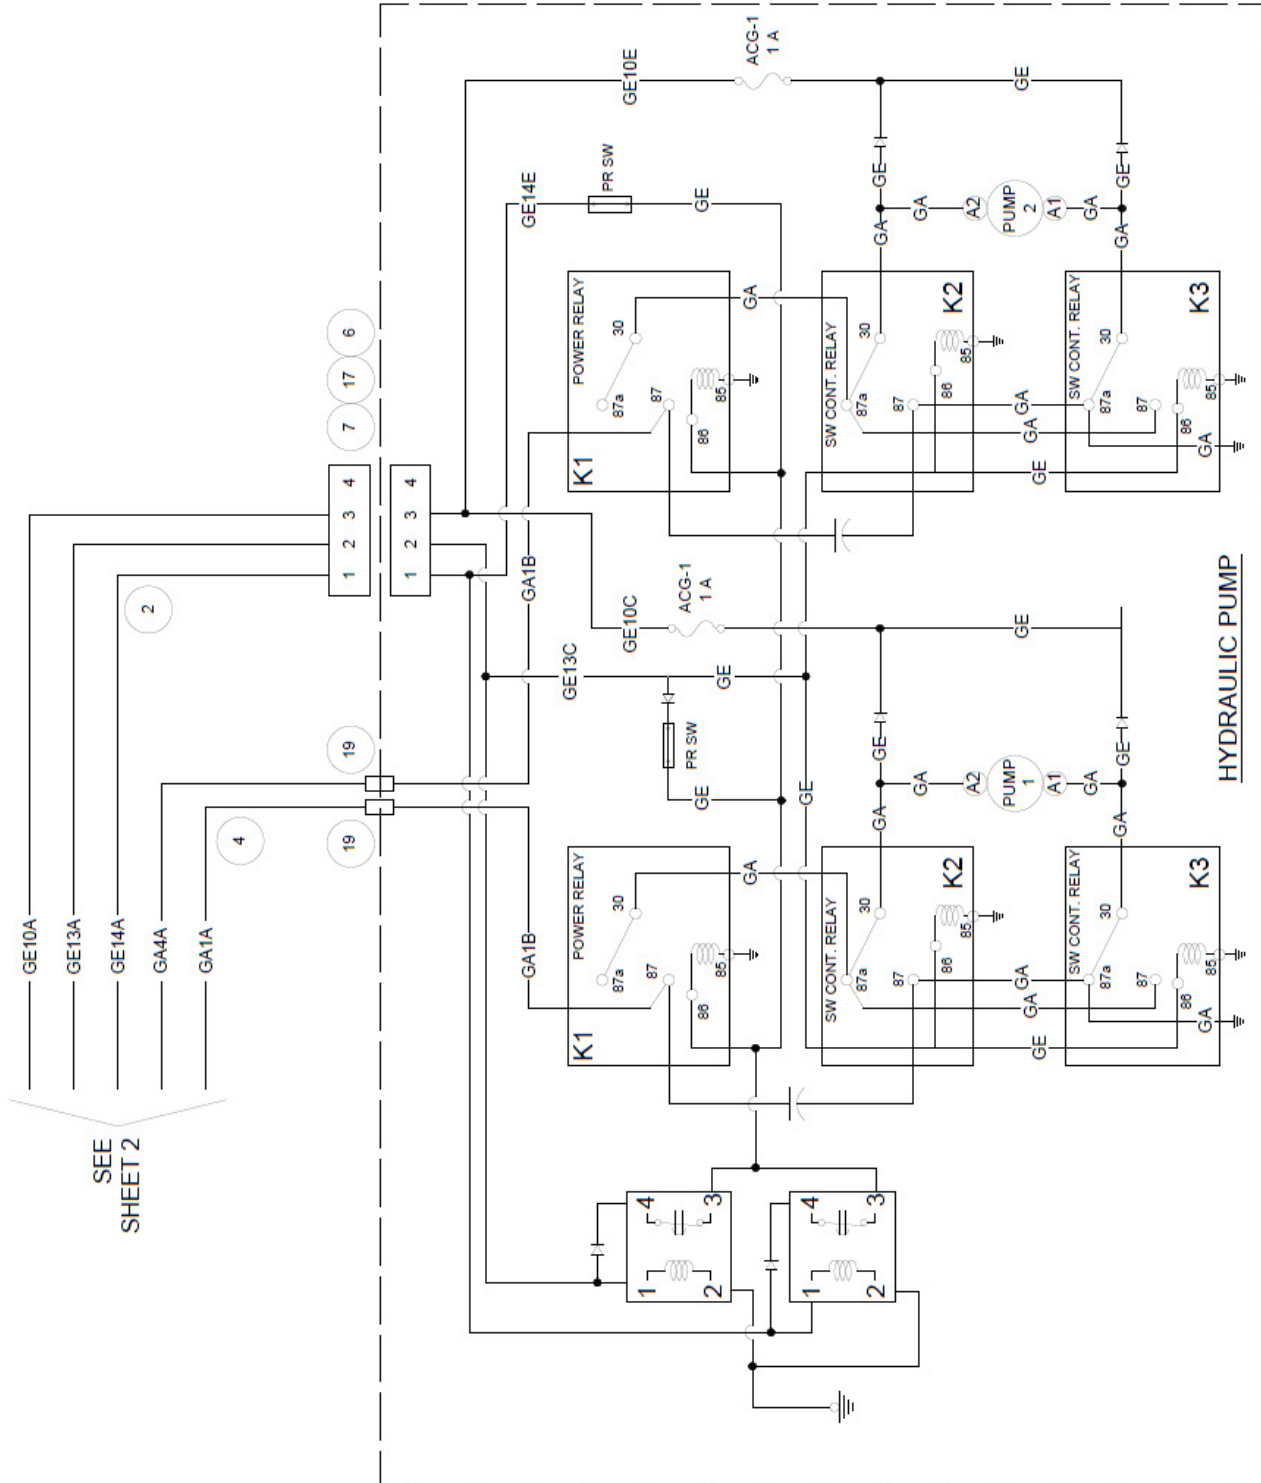 SEE
SHEET 2
GE10A
GE13A
GE14A
GA4A
GA1A
2
4
7
17
6
19
19
1 2 3 4
1 2 3 4
GE10E
ACG-1
1 A
GE
GE14E
PR SW
GE
GA1B
GE10C
ACG-1
1 A
GE
GE13C
GE
PR SW
GE
GE
GA1B
POWER RELAY
K1
30
87a
87
86
85
GA
SW CONT. RELAY
K2
30
87a
87
86
85
GA
GA
GE
SW CONT. RELAY
K3
30
87a
87
86
85
GA
GA
GE
GA
A2
PUMP
2
A1
GA
GE
GA
POWER RELAY
K1
30
87a
87
86
85
GA
SW CONT. RELAY
K2
30
87a
87
86
85
GA
GA
GE
SW CONT. RELAY
K3
30
87a
87
86
85
GA
GA
GE
GA
A2
PUMP
1
A1
GA
GE
GA
1
2
3
4
1
2
3
4
HYDRAULIC PUMP